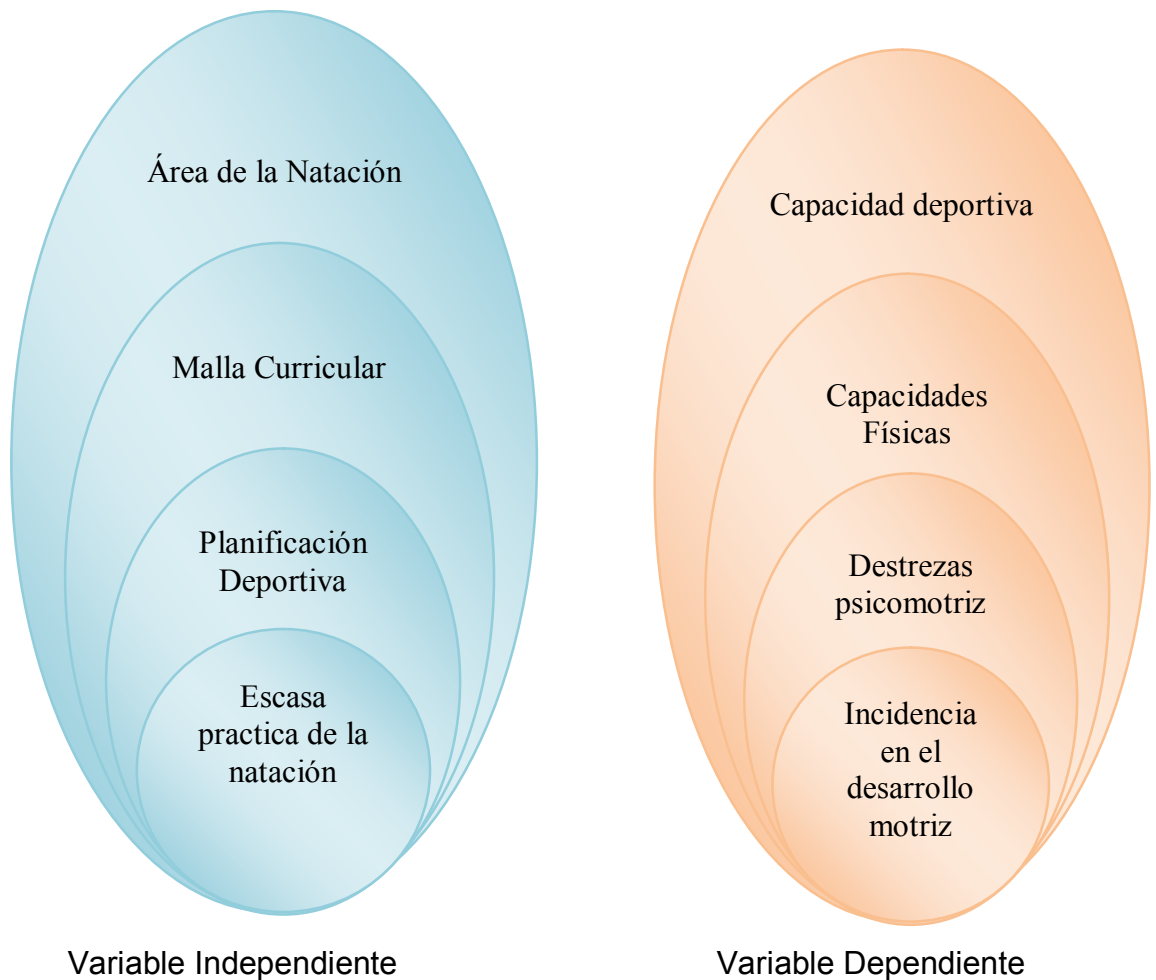 Área de la Natación
Malla Curricular
Planificación
Deportiva
Escasa
practica de la
natación
Variable Independiente
Capacidad deportiva
Capacidades
Físicas
Destrezas
psicomotriz
Incidencia
en el
desarrollo
motriz
Variable Dependiente